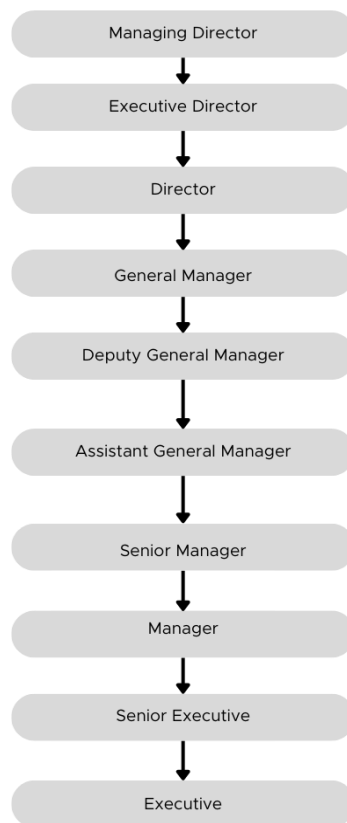 Managing Director
Executive Director
Director
General Manager
Deputy General Manager
Assistant General Manager
Senior Manager
Manager
Senior Executive
Executive